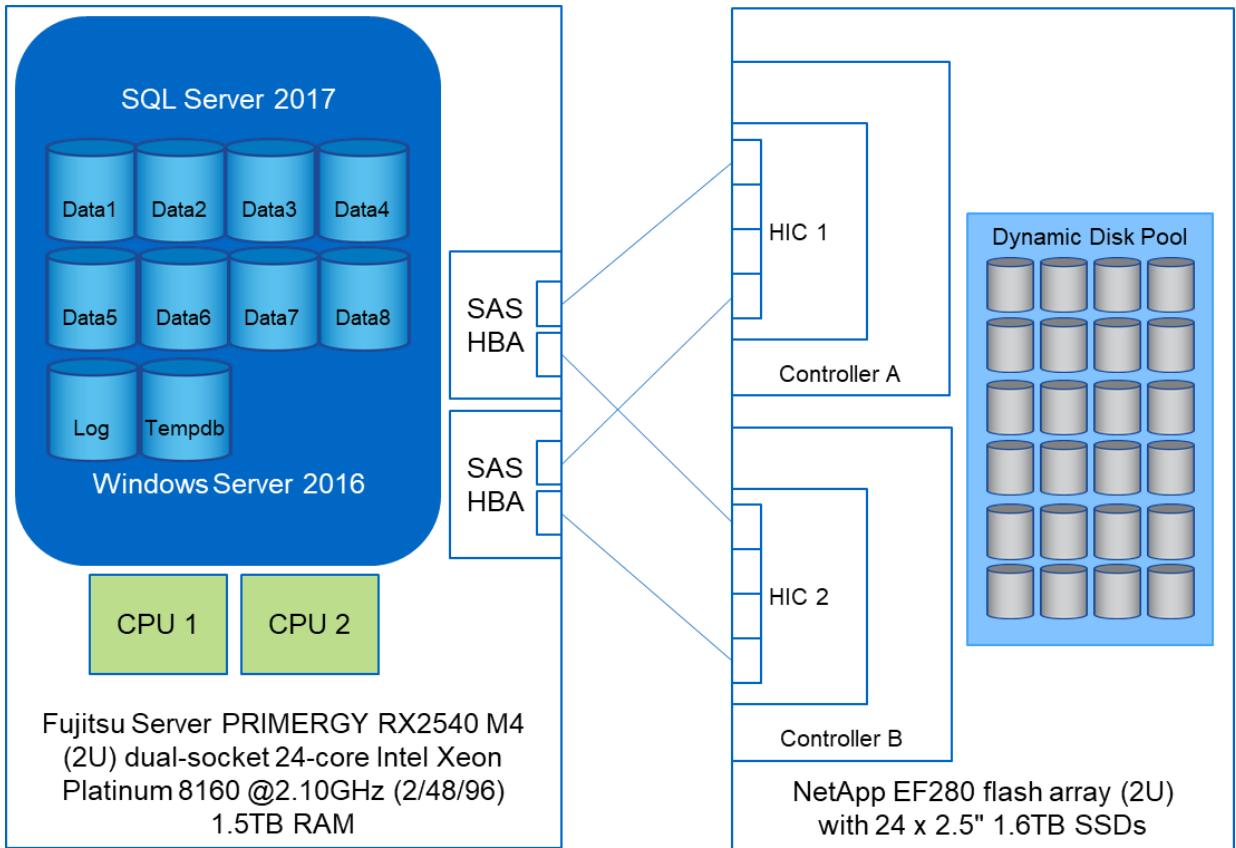 SQL Server 2017
Data1 Data2 Data3 Data4
Data5 Data6 Data7 Data8
Log Tempdb
Windows Server 2016
CPU 1 CPU 2
Fujitsu Server PRIMERGY RX2540 M4
(2U) dual-socket 24-core Intel Xeon
Platinum 8160 @2.10GHz (2/48/96)
1.5TB RAM
SAS
HBA
SAS
HBA
HIC 1
Controller A
HIC 2
Controller B
Dynamic Disk Pool
NetApp EF280 flash array (2U)
with 24 x 2.5" 1.6TB SSDs